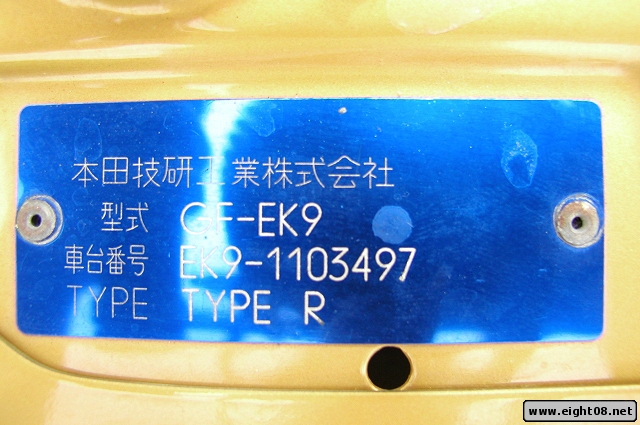 本田技研工業株式会社
型式 GF-EK9
車台番号 EK9-1103497
TYPE TYPE R
www.eight08.net